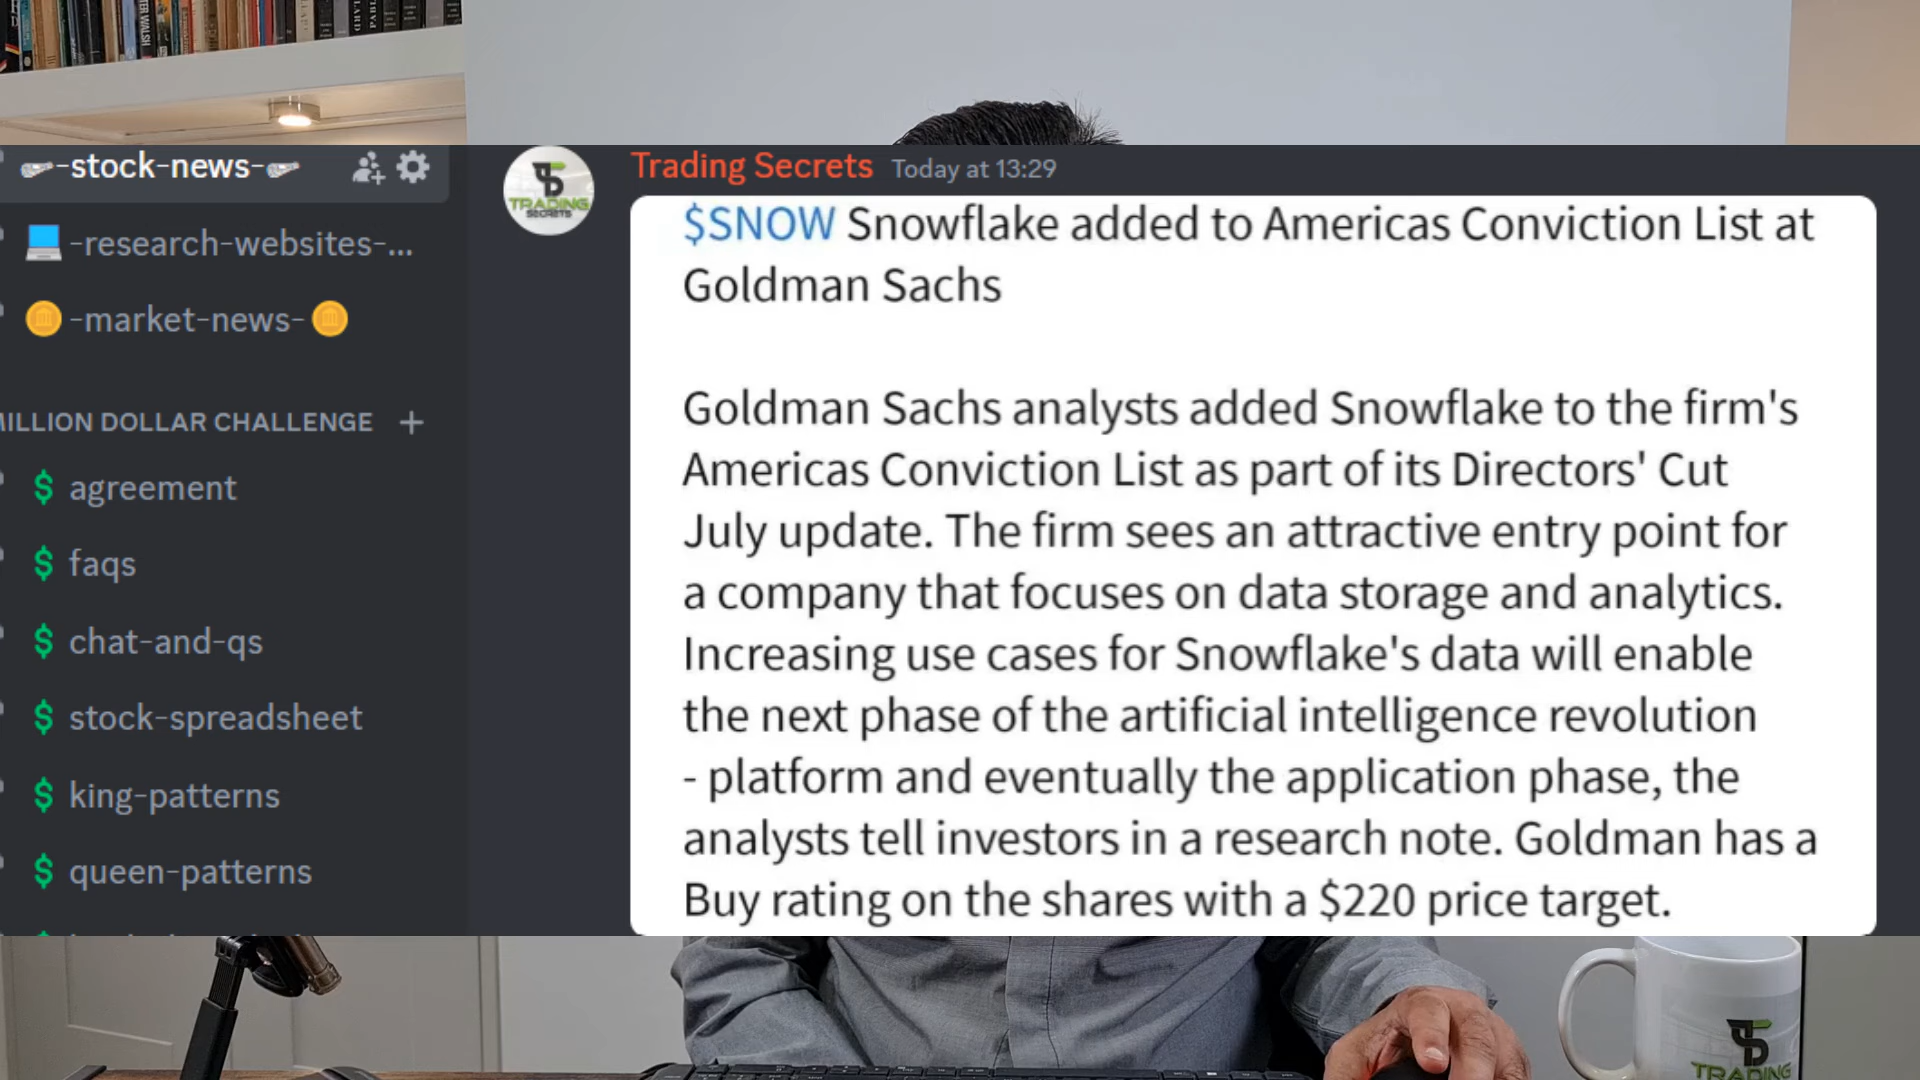 -stock-news-
-research-websites-...
-market-news-
ILLION DOLLAR CHALLENGE +
$ agreement
$ faqs
$ chat-and-qs
$ stock-spreadsheet
$ king-patterns
$ queen-patterns
TRADING
SECRETS
Trading Secrets Today at 13:29
$SNOW Snowflake added to Americas Conviction List at
Goldman Sachs
Goldman Sachs analysts added Snowflake to the firm's
Americas Conviction List as part of its Directors' Cut
July update. The firm sees an attractive entry point for
a company that focuses on data storage and analytics.
Increasing use cases for Snowflake's data will enable
the next phase of the artificial intelligence revolution
- platform and eventually the application phase, the
analysts tell investors in a research note. Goldman has a
Buy rating on the shares with a $220 price target.
TRADING